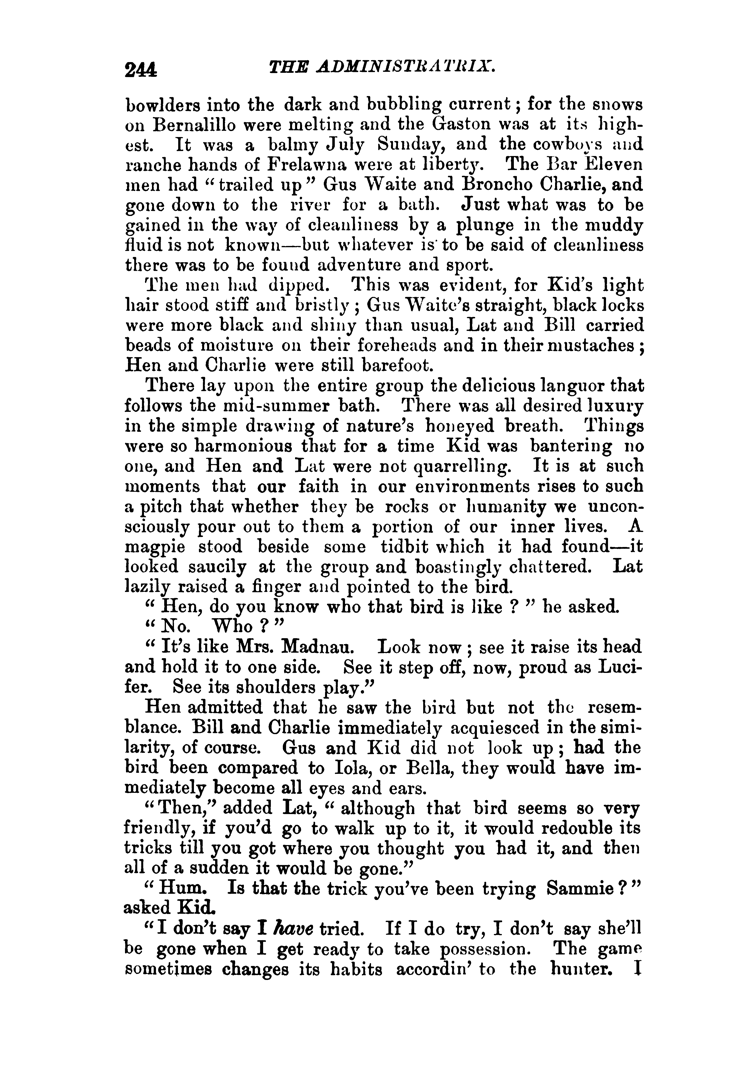 244 THE ADMINISTRATRIX.
bowlders into the dark and bubbling current; for the snows
on Bernalillo were melting and the Gaston was at its high-
est. It was a balmy July Sunday, and the cowboys and
ranche hands of Frelawna were at liberty. The Bar Eleven
men had “trailed up” Gus Waite and Broncho Charlie, and
gone down to the river for a bath. Just what was to be
gained in the way of cleanliness by a plunge in the muddy
fluid is not known—but whatever is to be said of cleanliness
there was to be found adventure and sport.
The men had dipped. This was evident, for Kid's light
hair stood stiff and bristly; Gus Waite's straight, black locks
were more black and shiny than usual, Lat and Bill carried
beads of moisture on their foreheads and in their mustaches;
Hen and Charlie were still barefoot.
There lay upon the entire group the delicious languor that
follows the mid-summer bath. There was all desired luxury
in the simple drawing of nature's honeyed breath. Things
were so harmonious that for a time Kid was bantering no
one, and Hen and Lat were not quarrelling. It is at such
moments that our faith in our environments rises to such
a pitch that whether they be rocks or humanity we uncon-
sciously pour out to them a portion of our inner lives. A
magpie stood beside some tidbit which it had found—it
looked saucily at the group and boastingly chattered. Lat
lazily raised a finger and pointed to the bird.
“Hen, do you know who that bird is like?” he asked.
“No. Who?”
“It's like Mrs. Madnau. Look now; see it raise its head
and hold it to one side. See it step off, now, proud as Luci-
fer. See its shoulders play.”
Hen admitted that he saw the bird but not the resem-
blance. Bill and Charlie immediately acquiesced in the simi-
larity, of course. Gus and Kid did not look up; had the
bird been compared to Iola, or Bella, they would have im-
mediately become all eyes and ears.
“Then,” added Lat, “although that bird seems so very
friendly, if you'd go to walk up to it, it would redouble its
tricks till you got where you thought you had it, and then
all of a sudden it would be gone.”
“Hum. Is that the trick you've been trying Sammie?”
asked Kid.
“I don't say I have tried. If I do try, I don't say she'll
be gone when I get ready to take possession. The game
sometimes changes its habits accordin' to the hunter. I